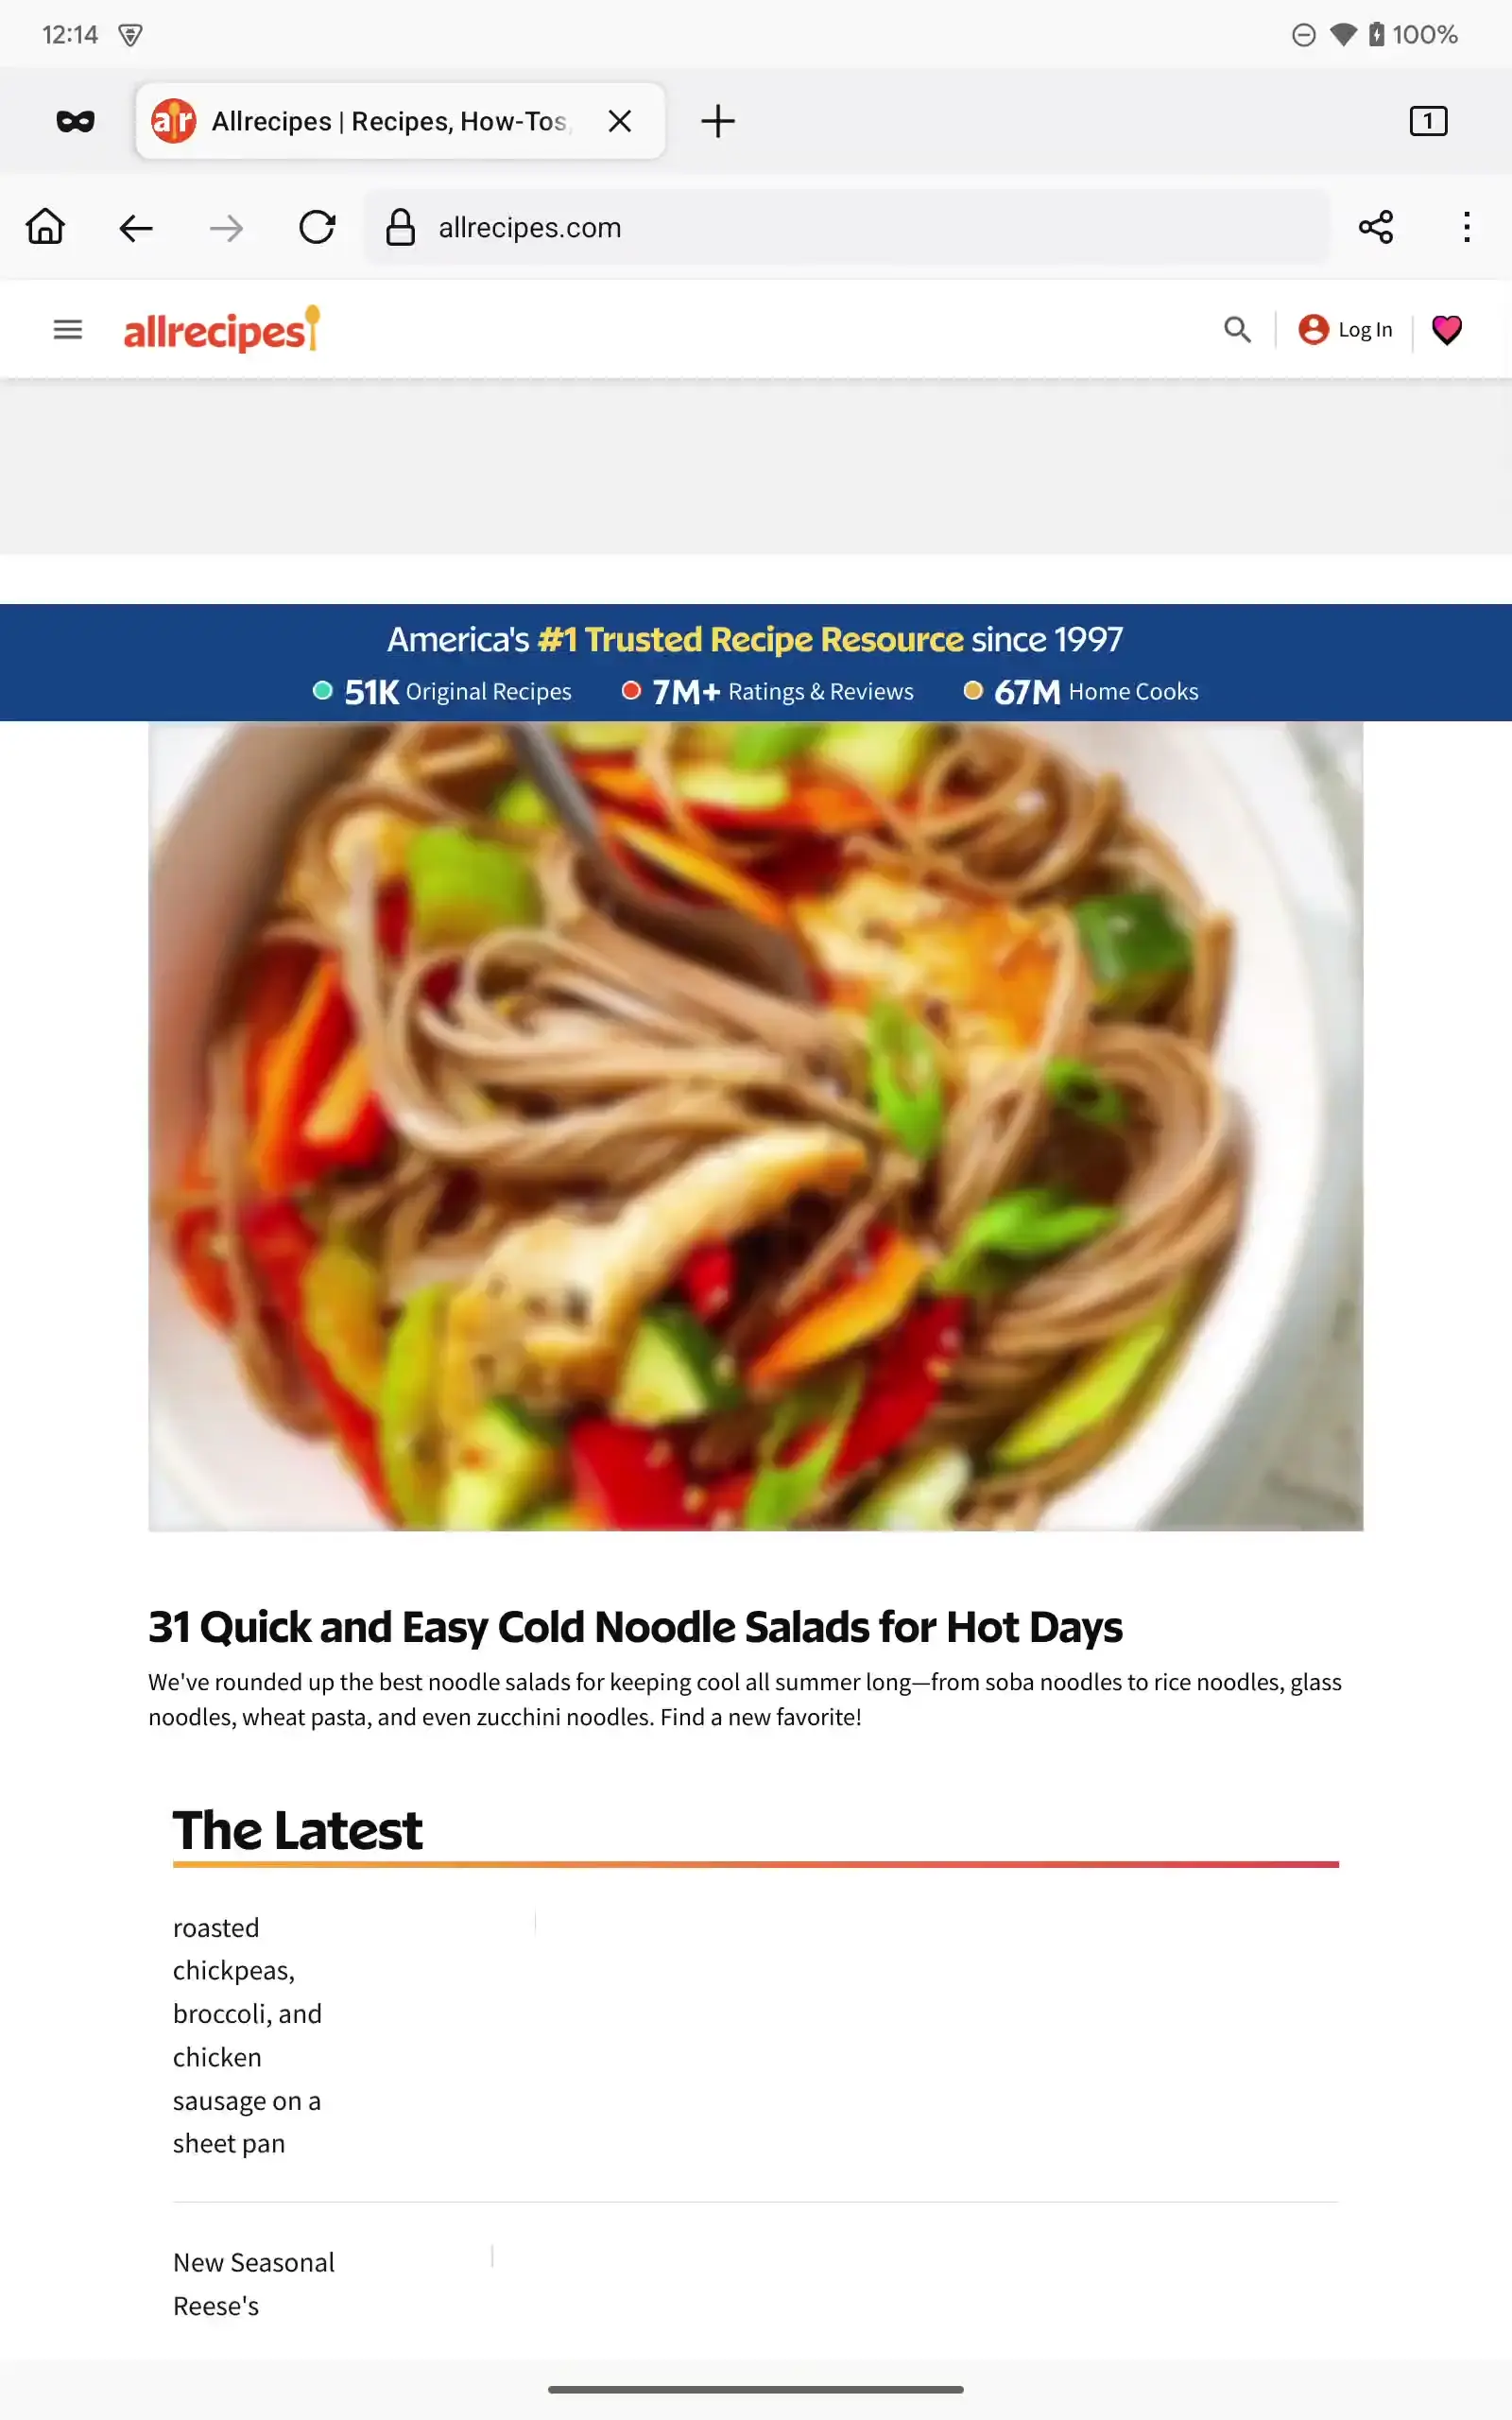 12:14
100%
ar
Allrecipes | Recipes, How-Tos,
1
allrecipes.com
allrecipes
Log In
America's #1 Trusted Recipe Resource since 1997
51K Original Recipes
7M+ Ratings & Reviews
67M Home Cooks
31 Quick and Easy Cold Noodle Salads for Hot Days
We've rounded up the best noodle salads for keeping cool all summer long—from soba noodles to rice noodles, glass
noodles, wheat pasta, and even zucchini noodles. Find a new favorite!
The Latest
roasted
chickpeas,
broccoli, and
chicken
sausage on a
sheet pan
New Seasonal
Reese's